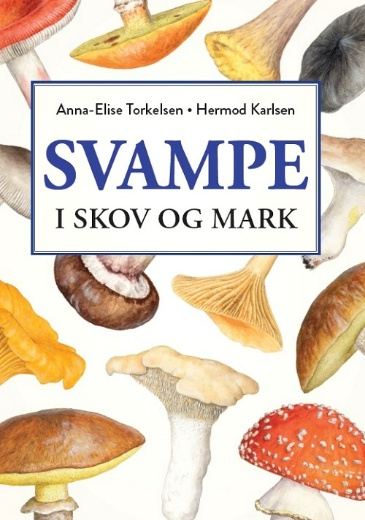 Anna-Elise Torkelsen • Hermod Karlsen
SVAMPE
I SKOV OG MARK